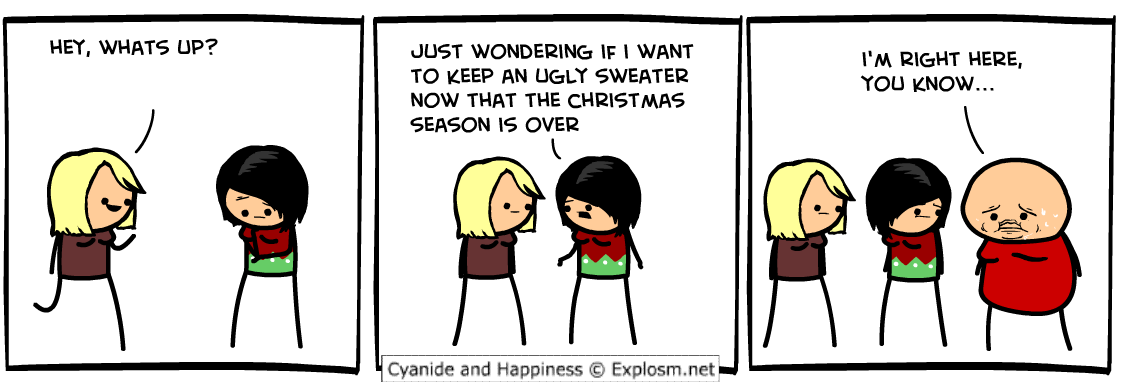 HEY, WHATS UP?
JUST WONDERING IF I WANT
TO KEEP AN UGLY SWEATER
NOW THAT THE CHRISTMAS
SEASON IS OVER
I'M RIGHT HERE,
YOU KNOW...
Cyanide and Happiness © Explosm.net